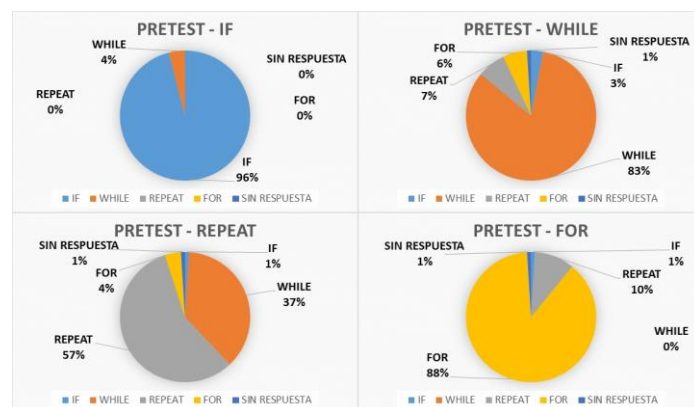 PRETEST - IF
WHILE
4%
SIN RESPUESTA
0%
REPEAT
0%
FOR
0%
IF
96%
IF WHILE REPEAT FOR SIN RESPUESTA
PRETEST - WHILE
FOR
6%
SIN RESPUESTA
1%
REPEAT
7%
IF
3%
WHILE
83%
IF WHILE REPEAT FOR SIN RESPUESTA
PRETEST - REPEAT
SIN RESPUESTA
1%
IF
1%
FOR
4%
WHILE
37%
REPEAT
57%
IF WHILE REPEAT FOR SIN RESPUESTA
PRETEST - FOR
SIN RESPUESTA
1%
IF
1%
REPEAT
10%
WHILE
0%
FOR
88%
IF WHILE REPEAT FOR SIN RESPUESTA